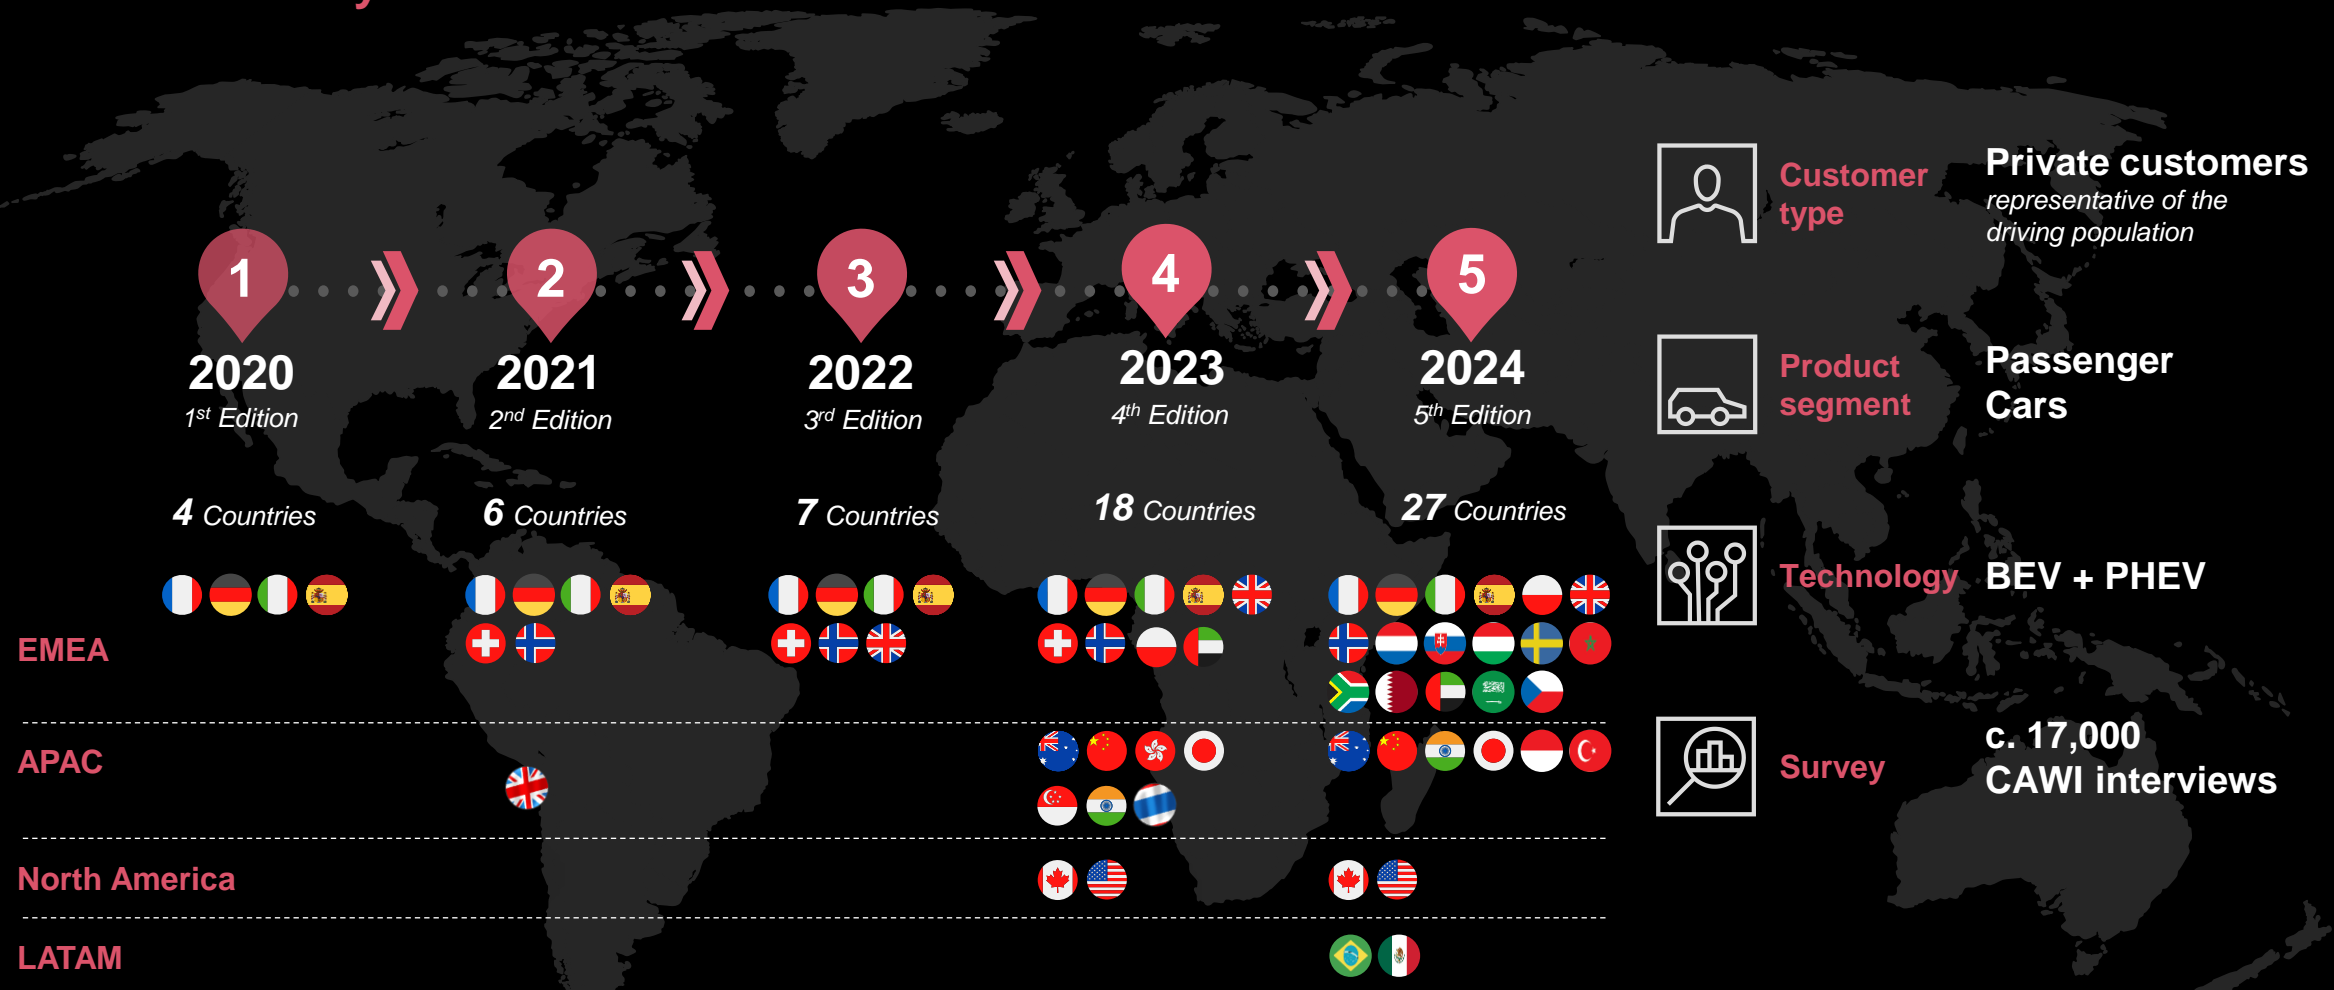 1
2
3
4
5
2020
2021
2022
2023
2024
1st Edition
2nd Edition
3rd Edition
4th Edition
5th Edition
4 Countries
6 Countries
7 Countries
18 Countries
27 Countries
EMEA
APAC
North America
LATAM
Customer
type
Private customers
representative of the
driving population
Product
segment
Passenger
Cars
Technology
BEV + PHEV
Survey
c. 17,000
CAWI interviews